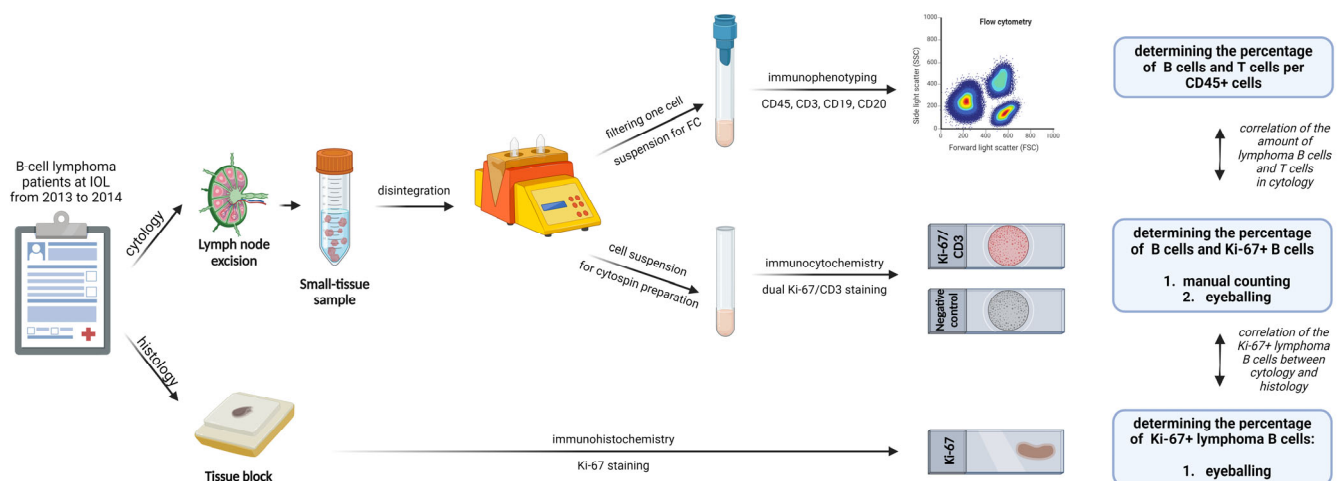 B-cell lymphoma
patients at IOL
from 2013 to 2014
cytology
histology
Lymph node
excision
Small-tissue
sample
disintegration
filtering one cell
suspension for FC
cell suspension
for cytospin preparation
immunophenotyping
CD45, CD3, CD19, CD20
Flow cytometry
Side light scatter (SSC)
1000
800
600
400
200
0
0
200
400
600
800
1000
Forward light scatter (FSC)
determining the percentage
of B cells and T cells per
CD45+ cells
correlation of the
amount of
lymphoma B cells
and T cells
in cytology
immunocytochemistry
dual Ki-67/CD3 staining
Ki-67/
CD3
Negative
control
determining the percentage
of B cells and Ki-67+ B cells
1. manual counting
2. eyeballing
correlation of the
Ki-67+ lymphoma
B cells between
cytology and
histology
Tissue block
immunohistochemistry
Ki-67 staining
Ki-67
determining the percentage
of Ki-67+ lymphoma B cells:
1. eyeballing